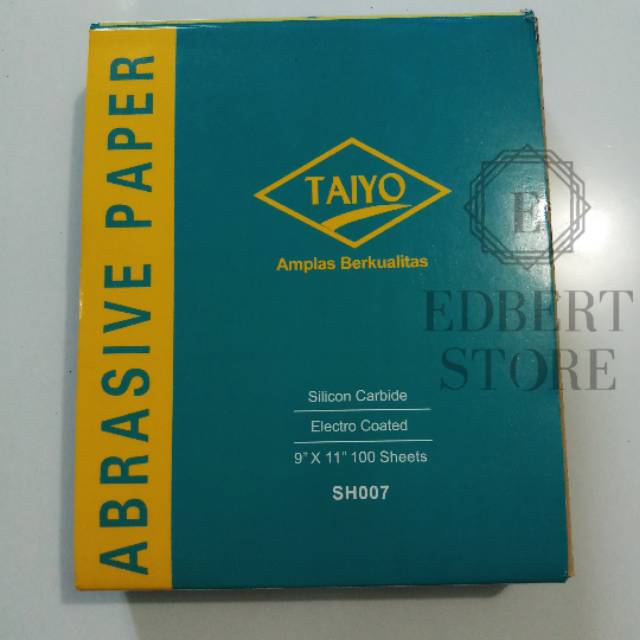 ABRASIVE PAPER
TAIYO
Amplas Berkualitas
Silicon Carbide
Electro Coated
9" X 11" 100 Sheets
SH007
E
EDBERT
STORE